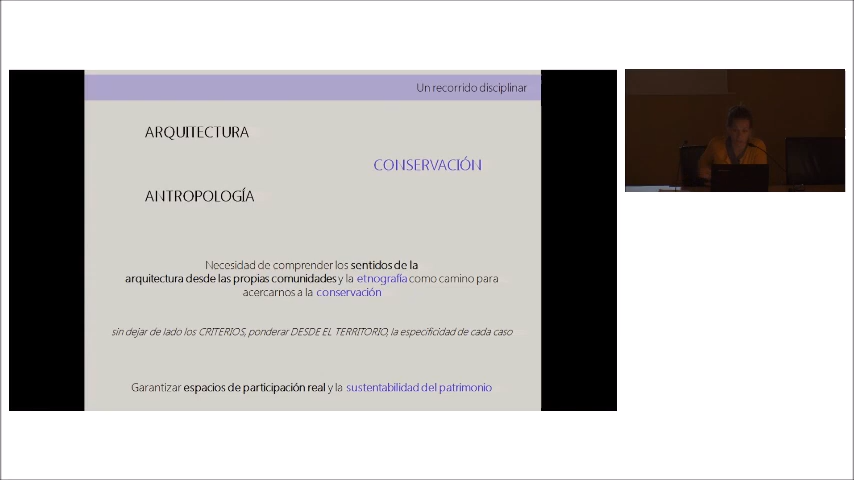 Un recorrido disciplinar
ARQUITECTURA
CONSERVACIÓN
ANTROPOLOGÍA
Necesidad de comprender los sentidos de la
arquitectura desde las propias comunidades y la etnografía como camino para
acercarnos a la conservación
sin dejar de lado los CRITERIOS, ponderar DESDE EL TERRITORIO, la especificidad de cada caso
Garantizar espacios de participación real y la sustentabilidad del patrimonio